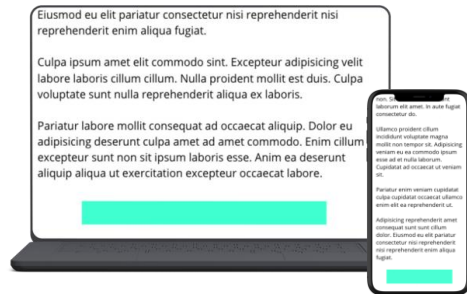 Eiusmod eu elit pariatur consectetur nisi reprehenderit nisi
reprehenderit enim aliqua fugiat.
Culpa ipsum amet elit commodo sint. Excepteur adipisicing velit
labore laboris cillum cillum. Nulla proident mollit est duis. Culpa
voluptate sunt nulla reprehenderit aliqua ex laboris.
Pariatur labore mollit consequat ad occaecat aliquip. Dolor eu
adipisicing deserunt culpa amet ad amet commodo. Enim cillum
excepteur sunt non sit ipsum laboris esse. Anim ea deserunt
aliquip aliqua ut exercitation excepteur occaecat labore.
non.
laborum elit amet. In aute fugiat
consectetur do.
Ullamco proident cillum
incididunt voluptate magna
mollit non tempor sit. Adipisicing
veniam eu ea commodo ipsum
esse ad et nulla laborum.
Cupidatat ad occaecat ut veniam
sit.
Pariatur enim veniam cupidatat
culpa cupidatat occaecat ullamco
enim elit ea reprehenderit ut.
Adipisicing reprehenderit amet
consequat sunt sunt cillum
dolor. Eiusmod eu elit pariatur
consectetur nisi reprehenderit
nisi reprehenderit enim aliqua
fugiat.